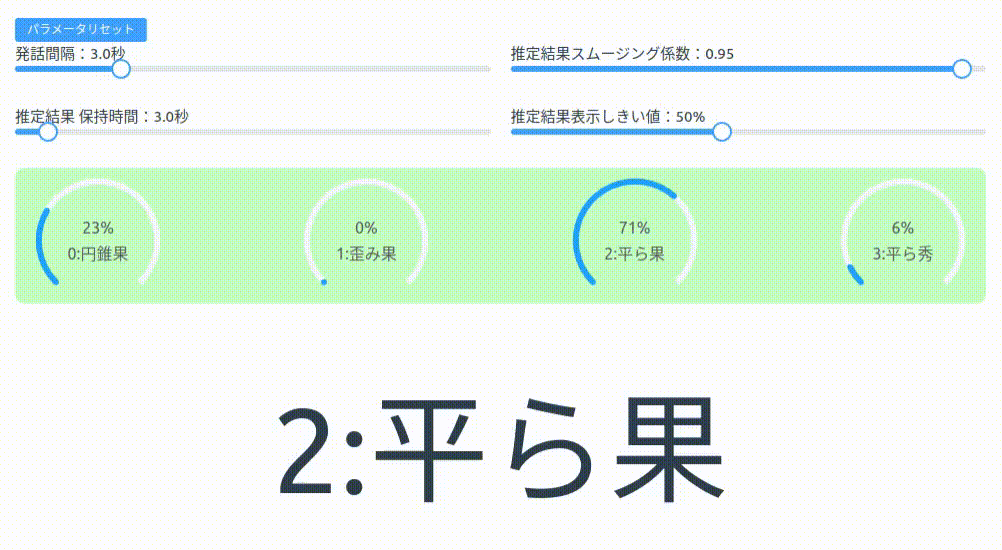 パラメータリセット
発話間隔：3.0秒
推定結果スムージング係数：0.95
推定結果 保持時間：3.0秒
推定結果表示しきい値：50%
23%
0:円錐果
0%
1:歪み果
71%
2:平ら果
6%
3:平ら秀
2:平ら果